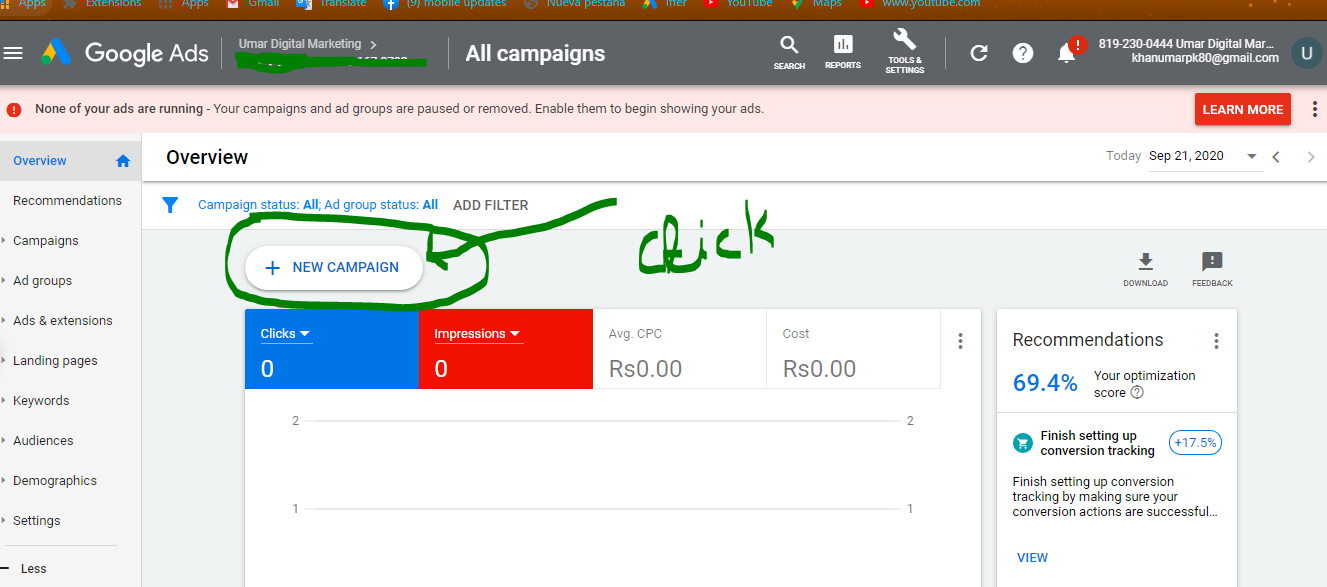 Apps Extensions Apps Gmail Translate (9) mobile updates Nueva pestaña iffer YouTube Maps www.youtube.com
Google Ads
Umar Digital Marketing
All campaigns
SEARCH
REPORTS
TOOLS &
SETTINGS
819-230-0444 Umar Digital Mar...
khanumarpk80@gmail.com
U
None of your ads are running - Your campaigns and ad groups are paused or removed. Enable them to begin showing your ads.
LEARN MORE
Overview
Recommendations
Campaigns
Ad groups
Ads & extensions
Landing pages
Keywords
Audiences
Demographics
Settings
Less
Overview
Today Sep 21, 2020
Campaign status: All; Ad group status: All ADD FILTER
click
+ NEW CAMPAIGN
DOWNLOAD
FEEDBACK
Clicks
0
Impressions
0
Avg. CPC
Rs0.00
Cost
Rs0.00
2 2
1 1
Recommendations
69.4%
Your optimization
score
Finish setting up
conversion tracking
+17.5%
Finish setting up conversion
tracking by making sure your
conversion actions are successful...
VIEW